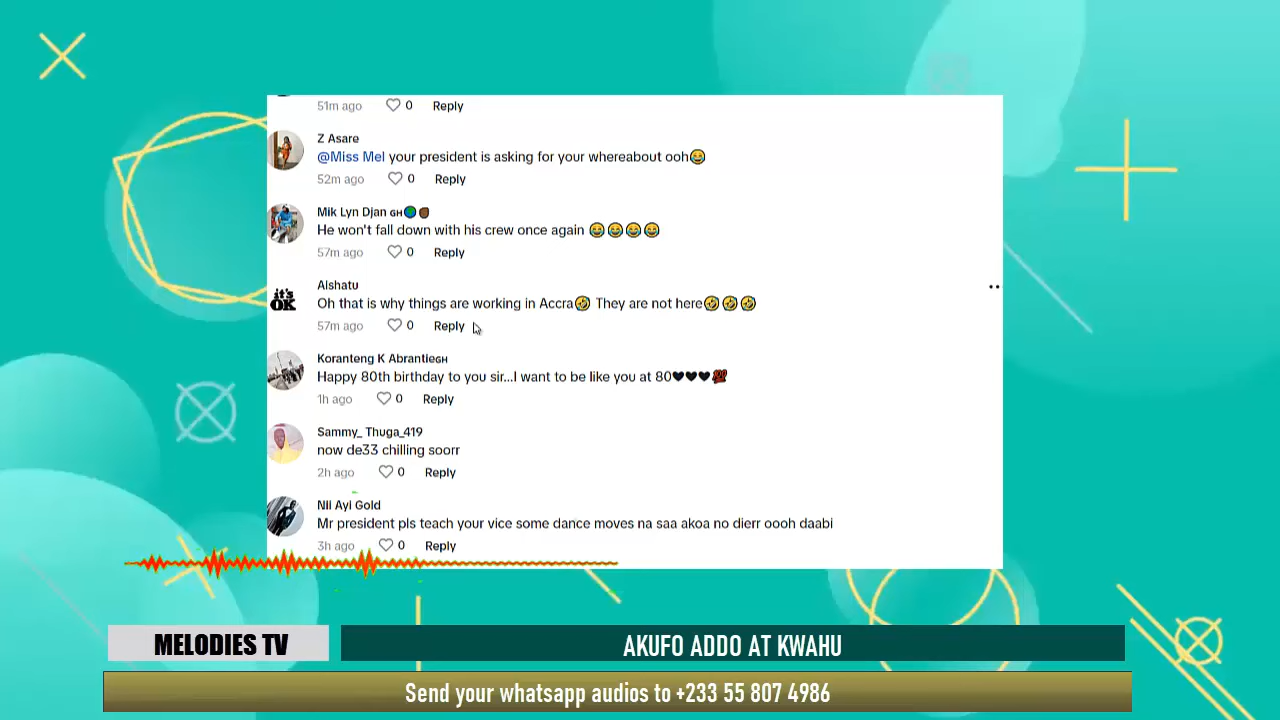 51m ago 0 Reply
Z Asare
@Miss Mel your president is asking for your whereabout ooh😂
52m ago 0 Reply
Mik Lyn Djan GH🌍
He won't fall down with his crew once again 😂😂😂😂
57m ago 0 Reply
it's OK
Alshatu
Oh that is why things are working in Accra🤣 They are not here🤣🤣🤣
57m ago 0 Reply
Koranteng K AbrantieGH
Happy 80th birthday to you sir...I want to be like you at 80🖤🖤🖤💯
1h ago 0 Reply
Sammy_ Thuga_419
now de33 chilling soorr
2h ago 0 Reply
NII Ayi Gold
Mr president pls teach your vice some dance moves na saa akoa no dierr oooh daabi
3h ago 0 Reply
MELODIES TV
AKUFO ADDO AT KWAHU
Send your whatsapp audios to +233 55 807 4986